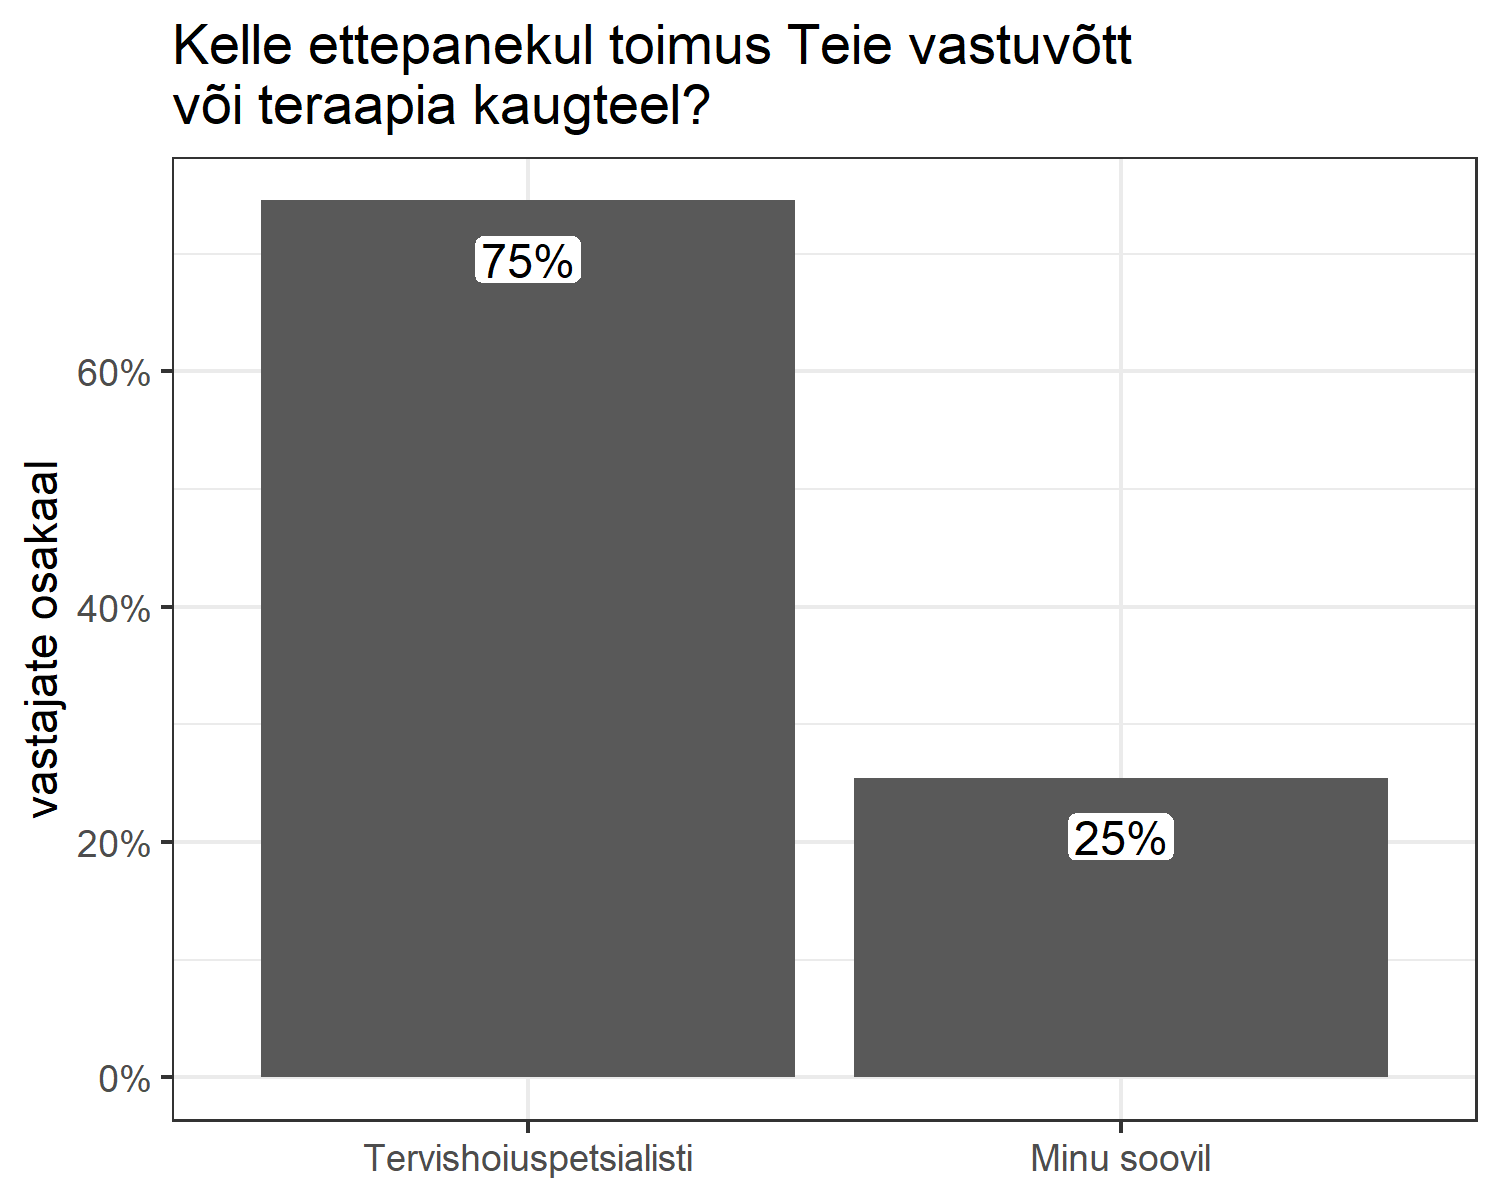 Kelle ettepanekul toimus Teie vastuvõtt
või teraapia kaugteel?
vastajate osakaal
60%
40%
20%
0%
75%
25%
Tervishoiuspetsialisti
Minu soovil